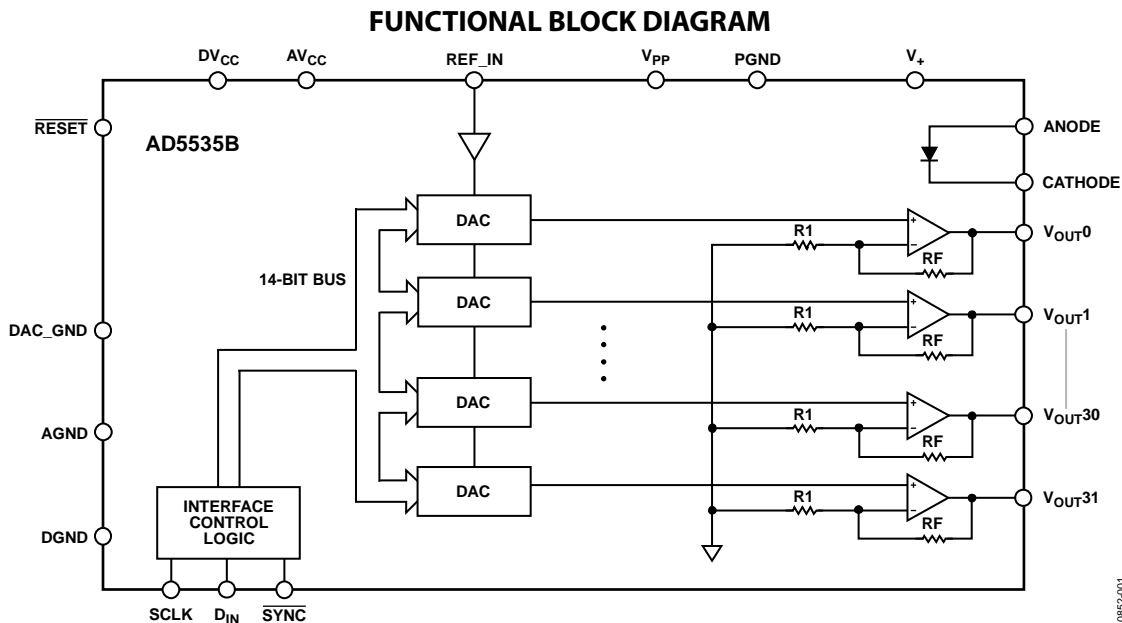 FUNCTIONAL BLOCK DIAGRAM
DVCC
AVCC
REF_IN
VPP
PGND
V+
RESET
AD5535B
ANODE
CATHODE
DAC
R1
+
–
RF
VOUT0
14-BIT BUS
DAC
R1
+
–
RF
VOUT1
DAC_GND
DAC
R1
+
–
RF
VOUT30
AGND
DAC
R1
+
–
RF
VOUT31
INTERFACE
CONTROL
LOGIC
DGND
SCLK
DIN
SYNC